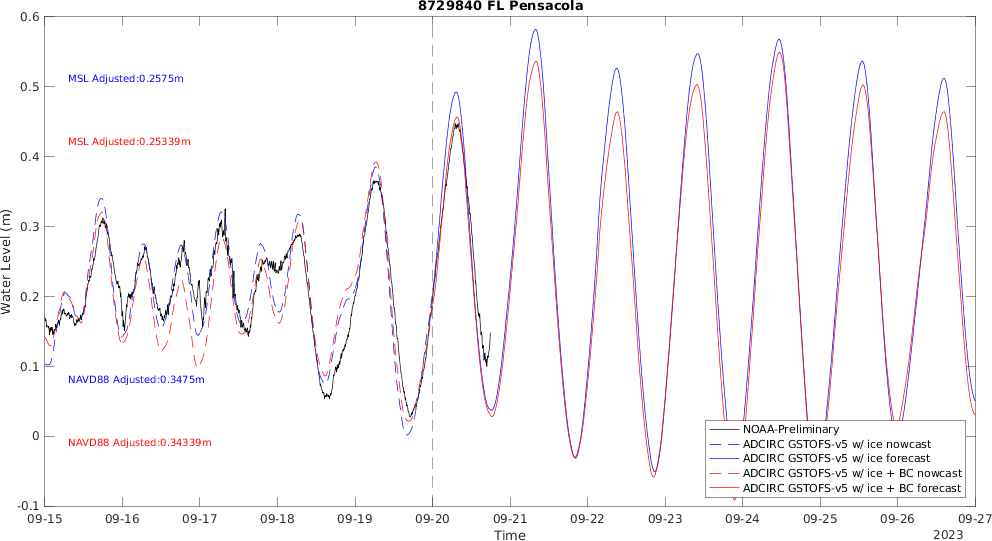 8729840 FL Pensacola
0.6
0.5
0.4
0.3
0.2
0.1
0
-0.1
Water Level (m)
MSL Adjusted:0.2575m
MSL Adjusted:0.25339m
NAVD88 Adjusted:0.3475m
NAVD88 Adjusted:0.34339m
NOAA-Preliminary
ADCIRC GSTOFS-v5 w/ ice nowcast
ADCIRC GSTOFS-v5 w/ ice forecast
ADCIRC GSTOFS-v5 w/ ice + BC nowcast
ADCIRC GSTOFS-v5 w/ ice + BC forecast
09-15 09-16 09-17 09-18 09-19 09-20 09-21 09-22 09-23 09-24 09-25 09-26 09-27
Time
2023